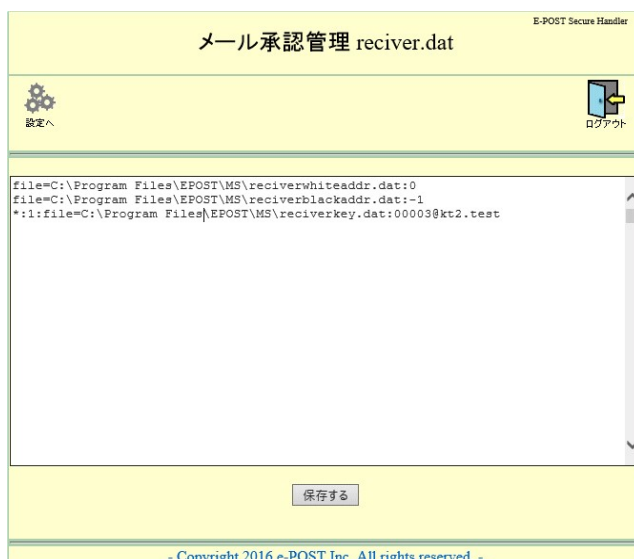 E-POST Secure Handler
メール承認管理 reciver.dat
設定へ
ログアウト
file=C:\Program Files\EPOST\MS\reciverwhiteaddr.dat:0
file=C:\Program Files\EPOST\MS\reciverblackaddr.dat:-1
*:1:file=C:\Program Files\EPOST\MS\reciverkey.dat:00003@kt2.test
保存する
- Copyright 2016 e-POST Inc. All rights reserved. -